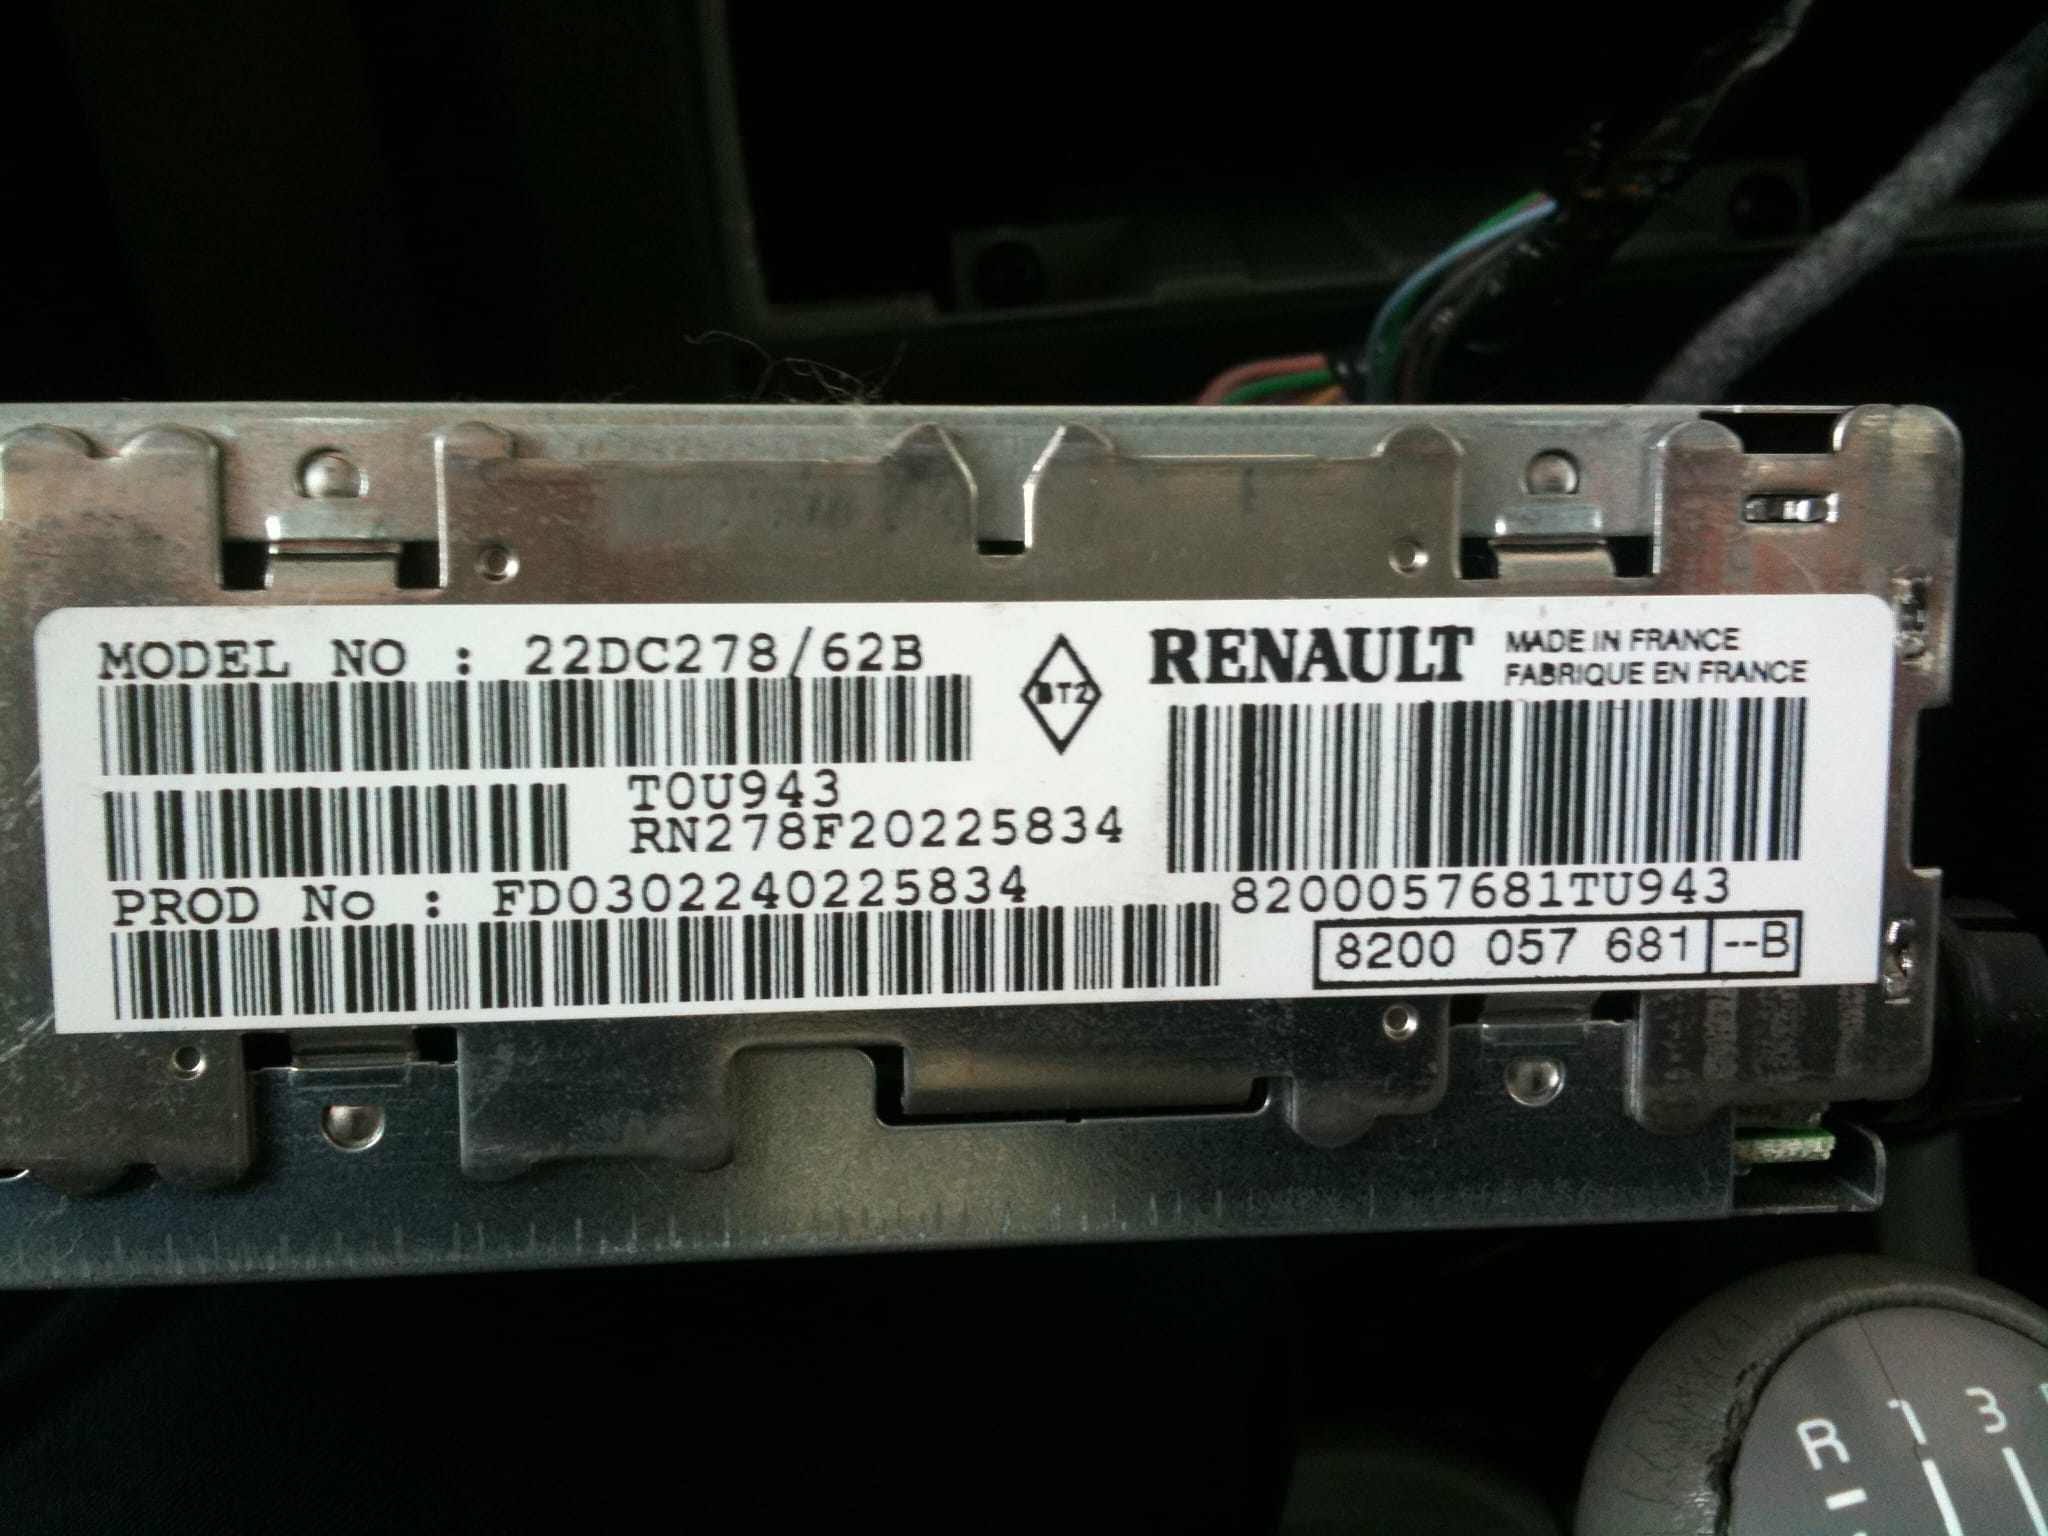 MODEL NO : 22DC278/62B
T0U943
RN278F20225834
PROD No : FD0302240225834
BT2
RENAULT
MADE IN FRANCE
FABRIQUE EN FRANCE
8200057681TU943
8200 057 681 --B
R 1 3